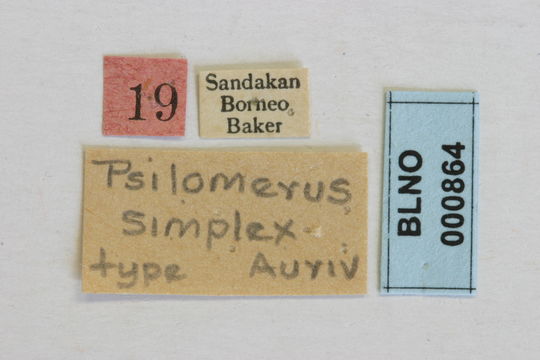 19
Sandakan
Borneo
Baker
Psilomerus
simplex
type Auriv
BLNO
000864